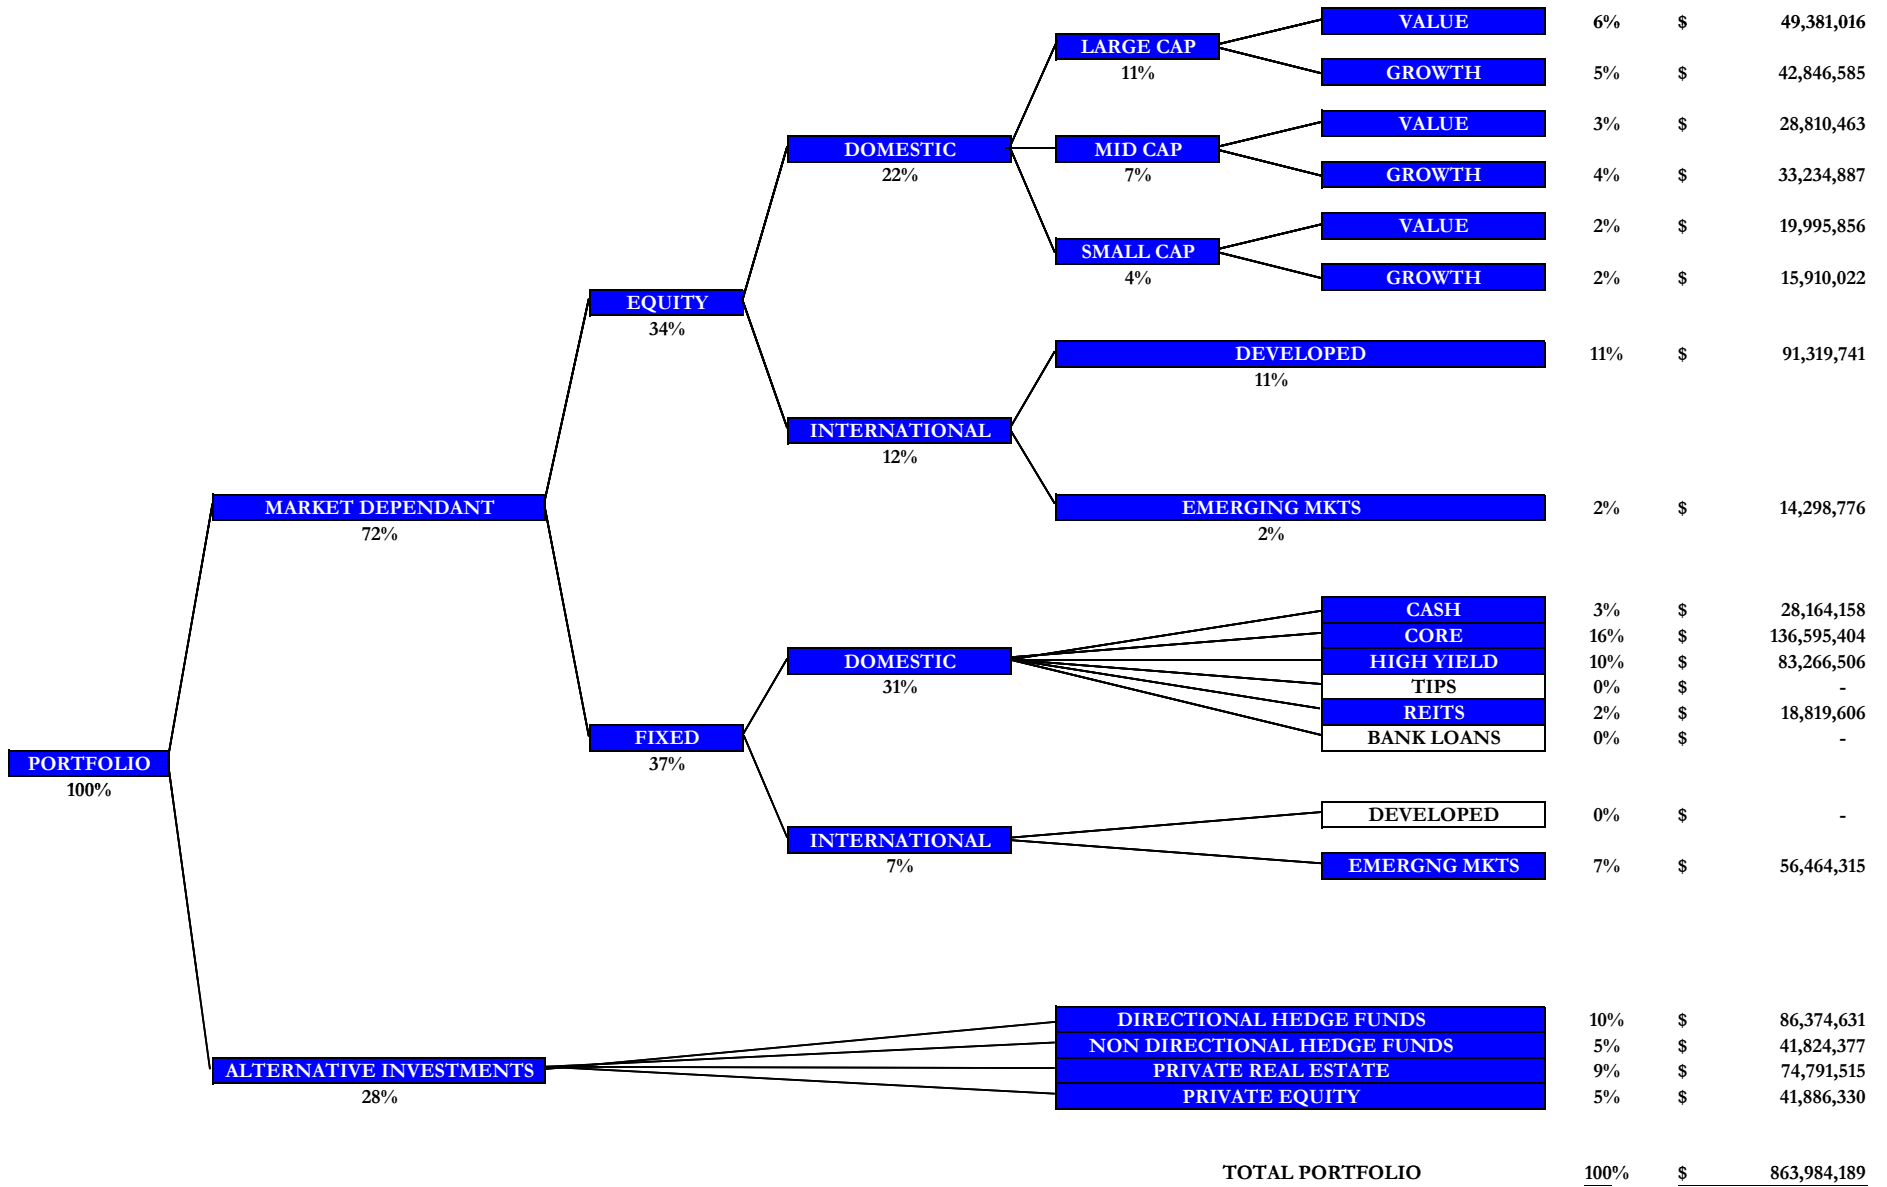 VALUE 6% $ 49,381,016
LARGE CAP
11%
GROWTH 5% $ 42,846,585
VALUE 3% $ 28,810,463
DOMESTIC MID CAP
22% 7%
GROWTH 4% $ 33,234,887
VALUE 2% $ 19,995,856
SMALL CAP
4%
GROWTH 2% $ 15,910,022
EQUITY
34%
DEVELOPED 11% $ 91,319,741
11%
INTERNATIONAL
12%
MARKET DEPENDANT EMERGING MKTS 2% $ 14,298,776
72% 2%
CASH 3% $ 28,164,158
CORE 16% $ 136,595,404
DOMESTIC HIGH YIELD 10% $ 83,266,506
31% TIPS 0% $ -
REITS 2% $ 18,819,606
FIXED BANK LOANS 0% $ -
PORTFOLIO 37%
100%
DEVELOPED 0% $ -
INTERNATIONAL
7% EMERGNG MKTS 7% $ 56,464,315
DIRECTIONAL HEDGE FUNDS 10% $ 86,374,631
NON DIRECTIONAL HEDGE FUNDS 5% $ 41,824,377
ALTERNATIVE INVESTMENTS PRIVATE REAL ESTATE 9% $ 74,791,515
28% PRIVATE EQUITY 5% $ 41,886,330
TOTAL PORTFOLIO 100% $ 863,984,189